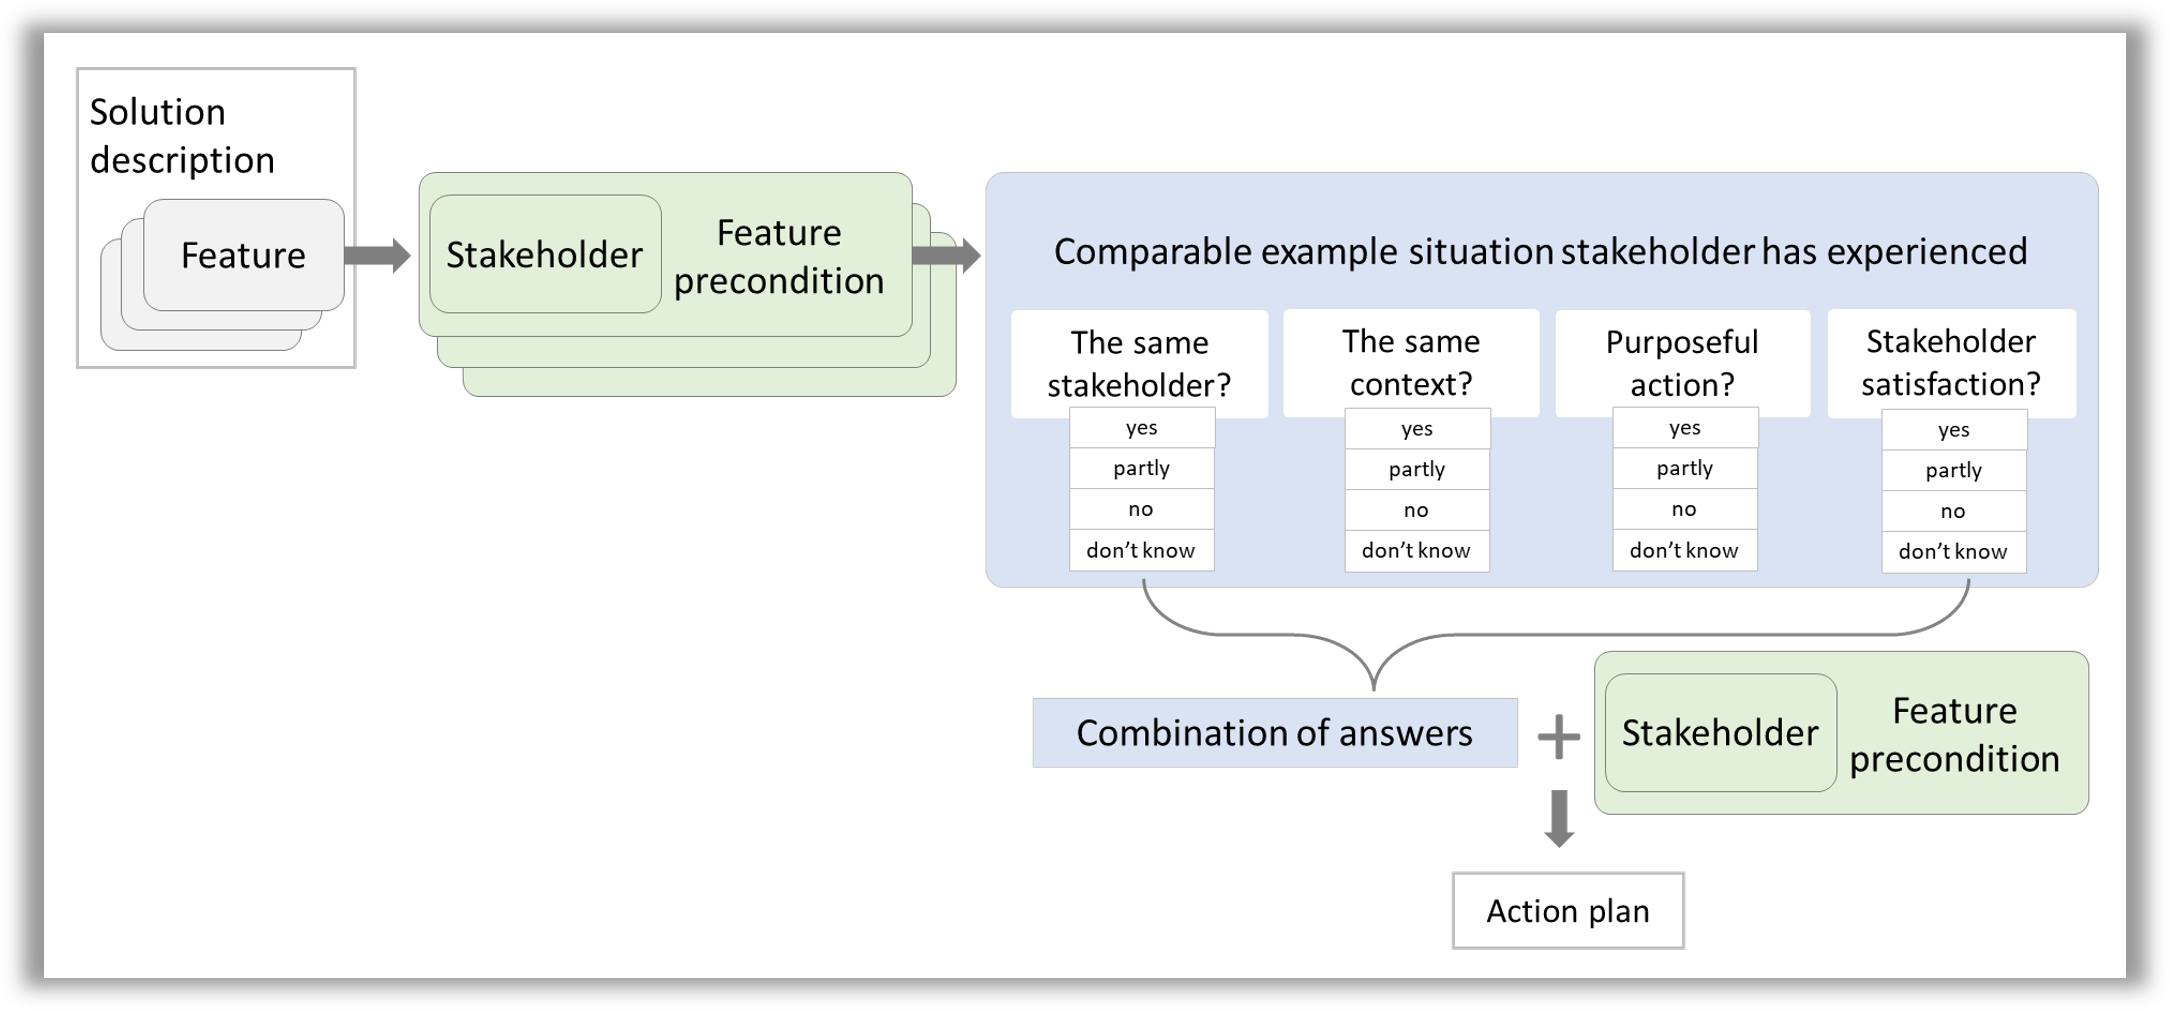 Solution
description
Feature
Stakeholder
Feature
precondition
Comparable example situation stakeholder has experienced
The same
stakeholder?
yes
partly
no
don't know
The same
context?
yes
partly
no
don't know
Purposeful
action?
yes
partly
no
don't know
Stakeholder
satisfaction?
yes
partly
no
don't know
Combination of answers
+
Stakeholder
Feature
precondition
Action plan